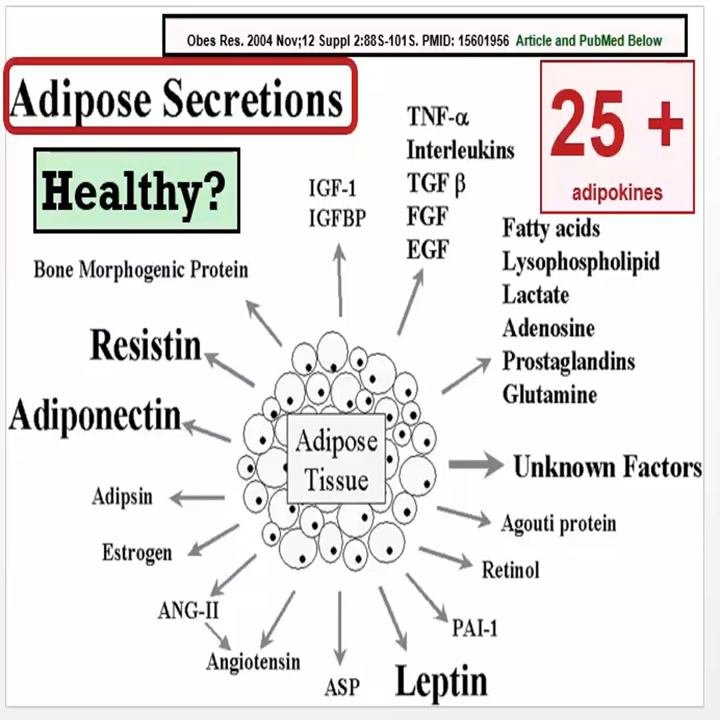 Obes Res. 2004 Nov;12 Suppl 2:88S-101S. PMID: 15601956 Article and PubMed Below
Adipose Secretions
25 +
adipokines
Healthy?
TNF-α
Interleukins
TGF β
FGF
EGF
IGF-1
IGFBP
Fatty acids
Lysophospholipid
Lactate
Adenosine
Prostaglandins
Glutamine
Bone Morphogenic Protein
Resistin
Adiponectin
Adipose
Tissue
Unknown Factors
Adipsin
Agouti protein
Estrogen
Retinol
ANG-II
PAI-1
Angiotensin
ASP
Leptin